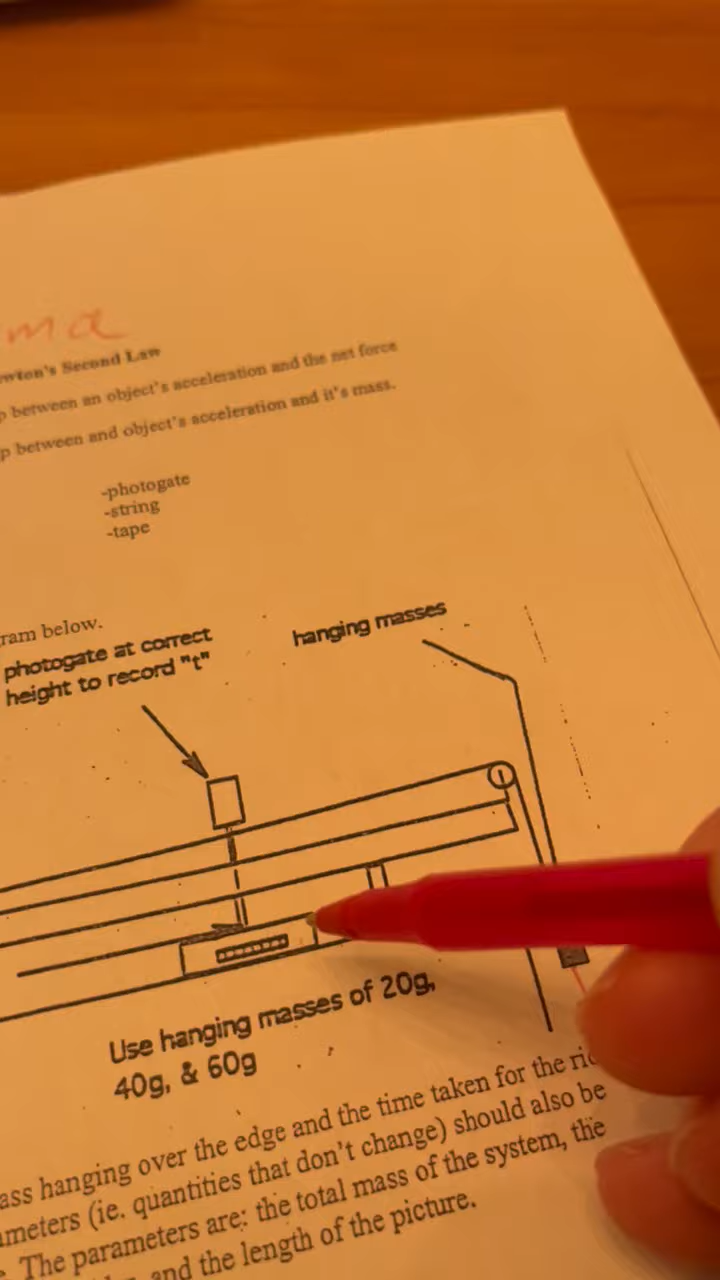 ma
wton's Second Law
p between an object's acceleration and the net force
p between and object's acceleration and it's mass.
-photogate
-string
-tape
ram below.
photogate at correct
height to record "t"
hanging masses
Use hanging masses of 20g,
40g, & 60g
ass hanging over the edge and the time taken for the
ameters (ie. quantities that don't change) should also be
The parameters are: the total mass of the system, the
and the length of the picture.